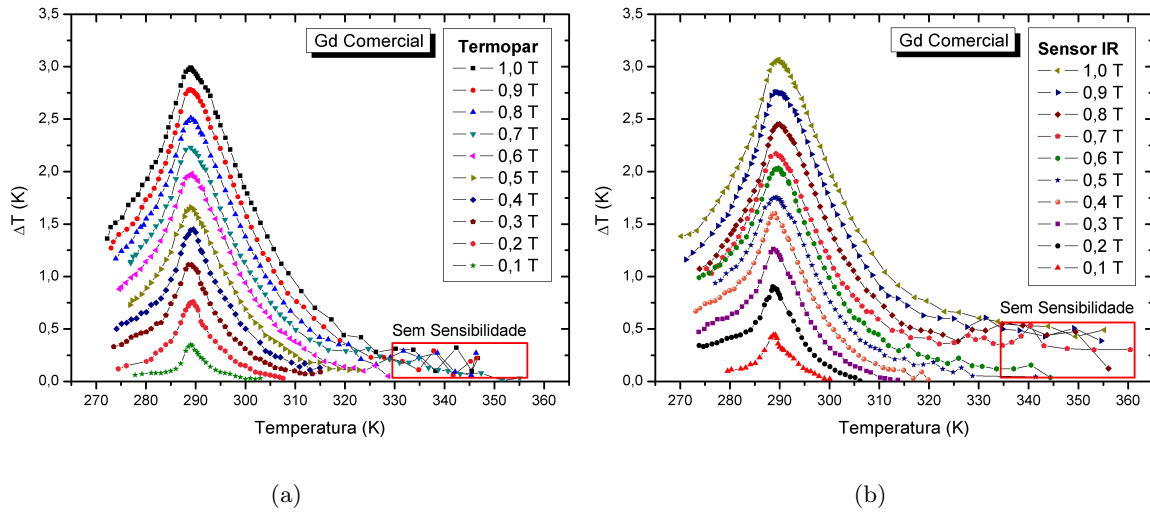 3,5
3,0
2,5
2,0
1,5
1,0
0,5
0,0
ΔT (K)
270 280 290 300 310 320 330 340 350 360
Temperatura (K)
Gd Comercial
Termopar
1,0 T
0,9 T
0,8 T
0,7 T
0,6 T
0,5 T
0,4 T
0,3 T
0,2 T
0,1 T
Sem Sensibilidade
(a)
3,5
3,0
2,5
2,0
1,5
1,0
0,5
0,0
ΔT (K)
270 280 290 300 310 320 330 340 350 360
Temperatura (K)
Gd Comercial
Sensor IR
1,0 T
0,9 T
0,8 T
0,7 T
0,6 T
0,5 T
0,4 T
0,3 T
0,2 T
0,1 T
Sem Sensibilidade
(b)